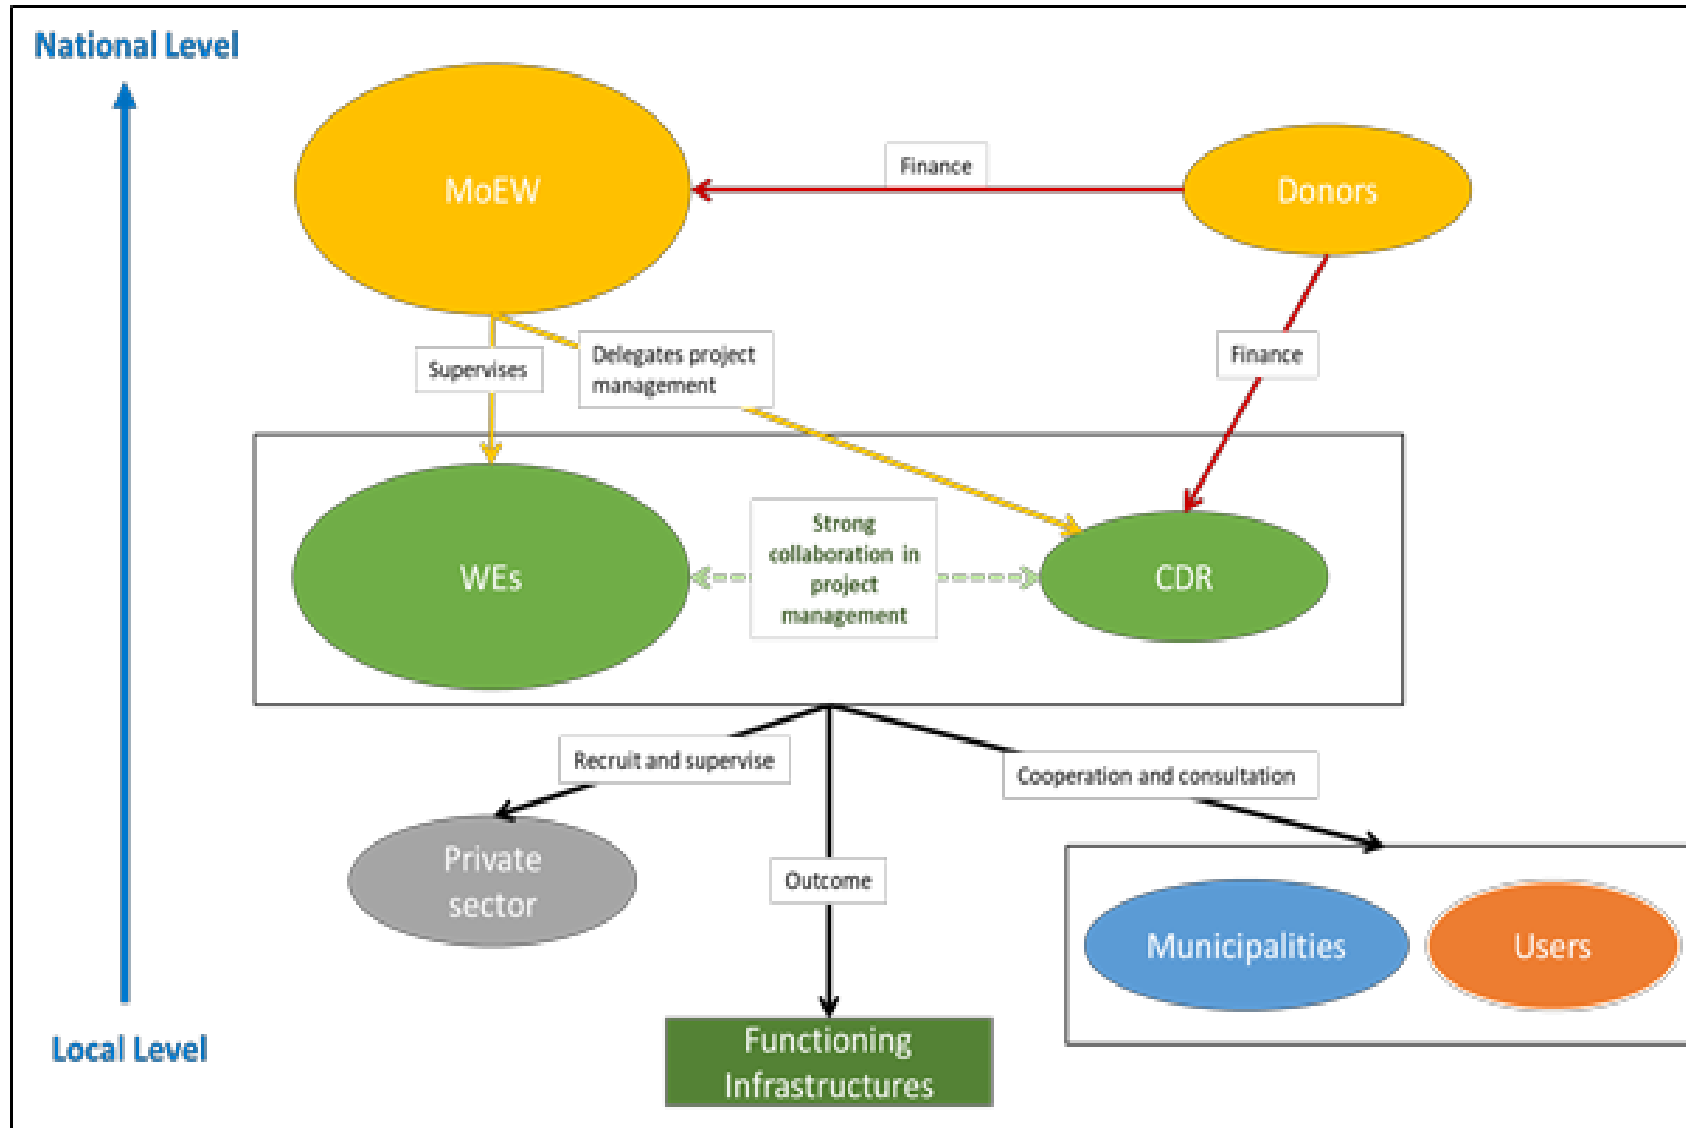 National Level
MoEW
Finance
Donors
Supervises
Delegates project
management
Finance
WEs
Strong
collaboration in
project
management
CDR
Recruit and supervise
Cooperation and consultation
Private
sector
Outcome
Municipalities
Users
Local Level
Functioning
Infrastructures